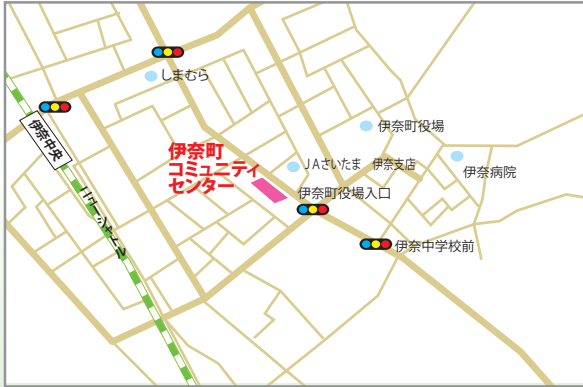 しまむら
伊奈中央
伊奈町役場
伊奈町
コミュニティ
センター
JAさいたま 伊奈支店
伊奈病院
伊奈町役場入口
ニューシャトル
伊奈中学校前